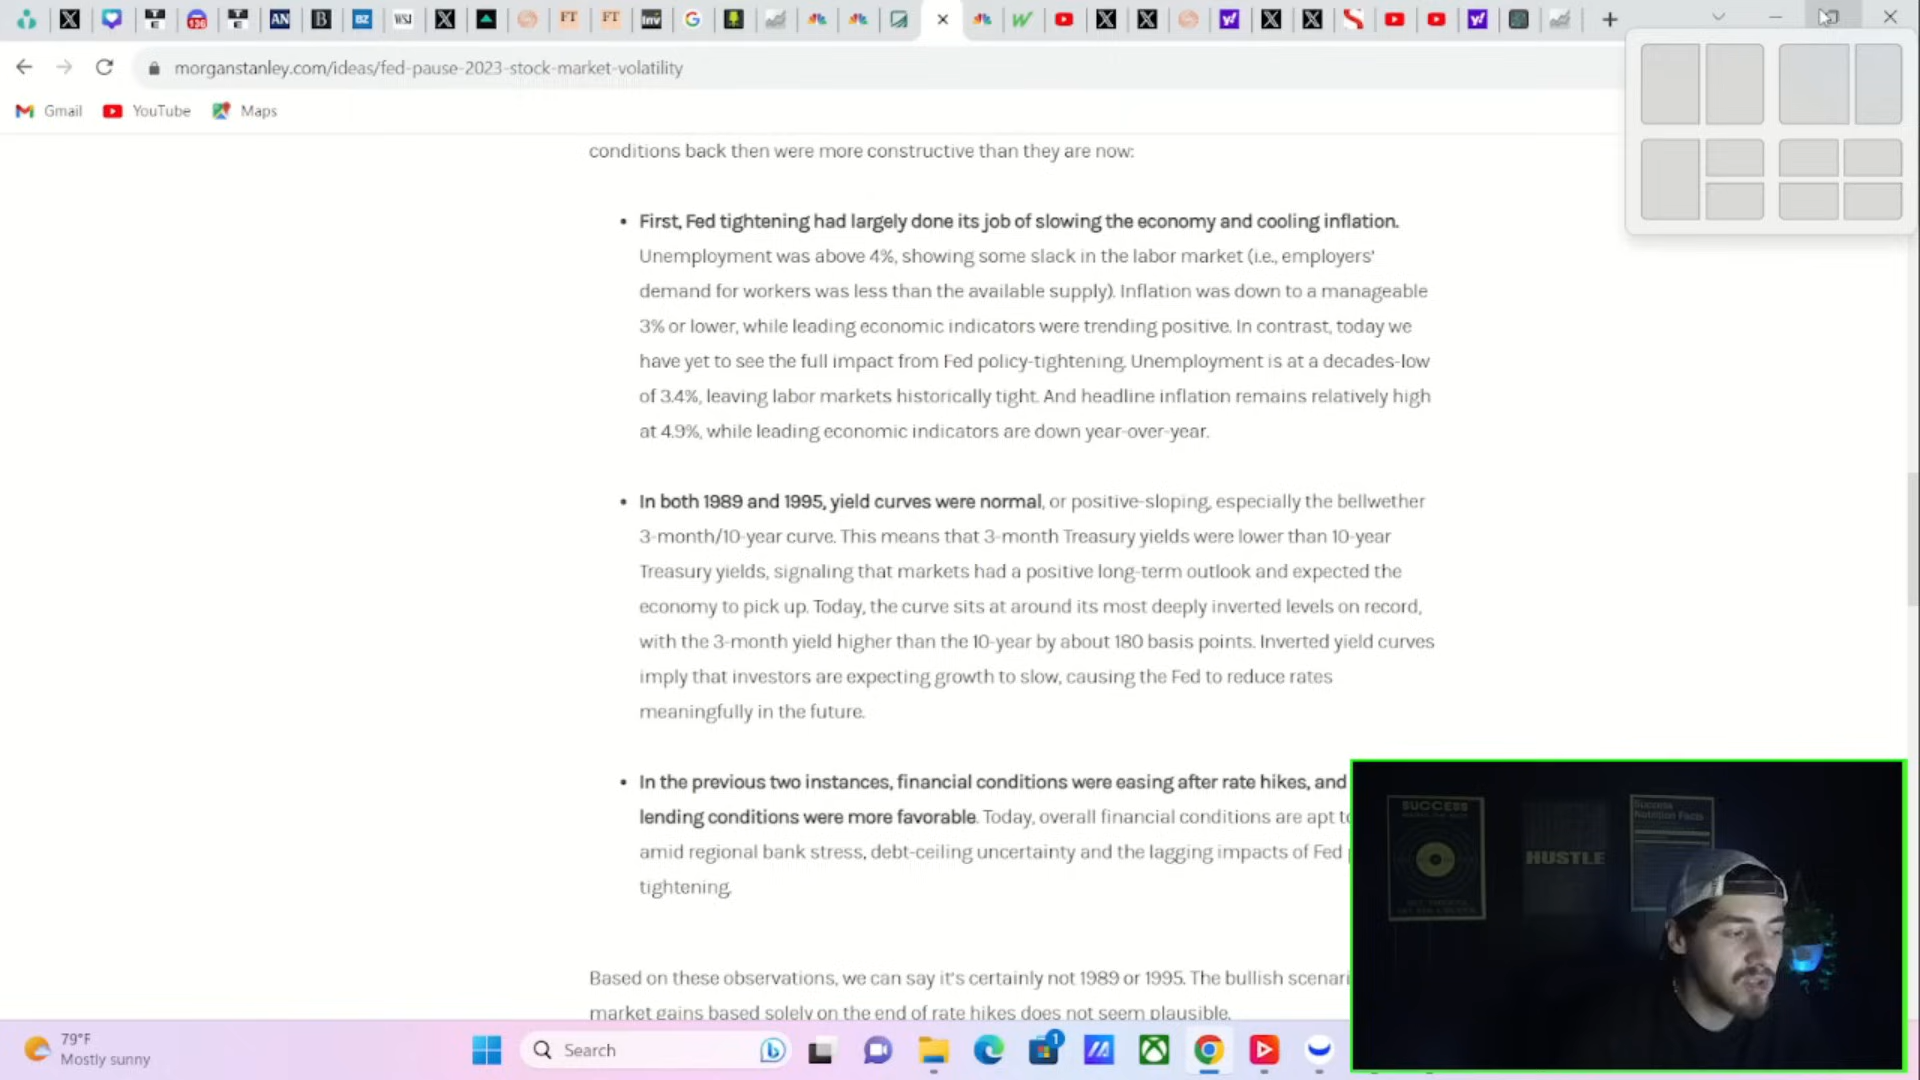 136
AN
B
BZ
WSJ
FT
FT
Inv
morganstanley.com/ideas/fed-pause-2023-stock-market-volatility
Gmail
YouTube
Maps
conditions back then were more constructive than they are now:
• First, Fed tightening had largely done its job of slowing the economy and cooling inflation.
Unemployment was above 4%, showing some slack in the labor market (i.e., employers'
demand for workers was less than the available supply). Inflation was down to a manageable
3% or lower, while leading economic indicators were trending positive. In contrast, today we
have yet to see the full impact from Fed policy-tightening. Unemployment is at a decades-low
of 3.4%, leaving labor markets historically tight. And headline inflation remains relatively high
at 4.9%, while leading economic indicators are down year-over-year.
• In both 1989 and 1995, yield curves were normal, or positive-sloping, especially the bellwether
3-month/10-year curve. This means that 3-month Treasury yields were lower than 10-year
Treasury yields, signaling that markets had a positive long-term outlook and expected the
economy to pick up. Today, the curve sits at around its most deeply inverted levels on record,
with the 3-month yield higher than the 10-year by about 180 basis points. Inverted yield curves
imply that investors are expecting growth to slow, causing the Fed to reduce rates
meaningfully in the future.
• In the previous two instances, financial conditions were easing after rate hikes, and
lending conditions were more favorable. Today, overall financial conditions are apt to
amid regional bank stress, debt-ceiling uncertainty and the lagging impacts of Fed
tightening.
Based on these observations, we can say it's certainly not 1989 or 1995. The bullish scenari
market gains based solely on the end of rate hikes does not seem plausible.
SUCCESS
HUSTLE
Success
Nutrition Facts
79°F
Mostly sunny
Search
1